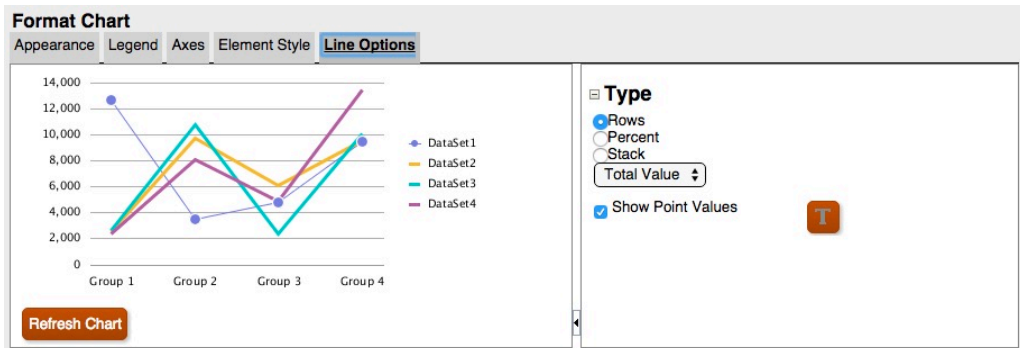 Format Chart
Appearance Legend Axes Element Style Line Options
14,000
12,000
10,000
8,000
6,000
4,000
2,000
0
Group 1 Group 2 Group 3 Group 4
DataSet1
DataSet2
DataSet3
DataSet4
Refresh Chart
Type
Rows
Percent
Stack
Total Value
Show Point Values
T